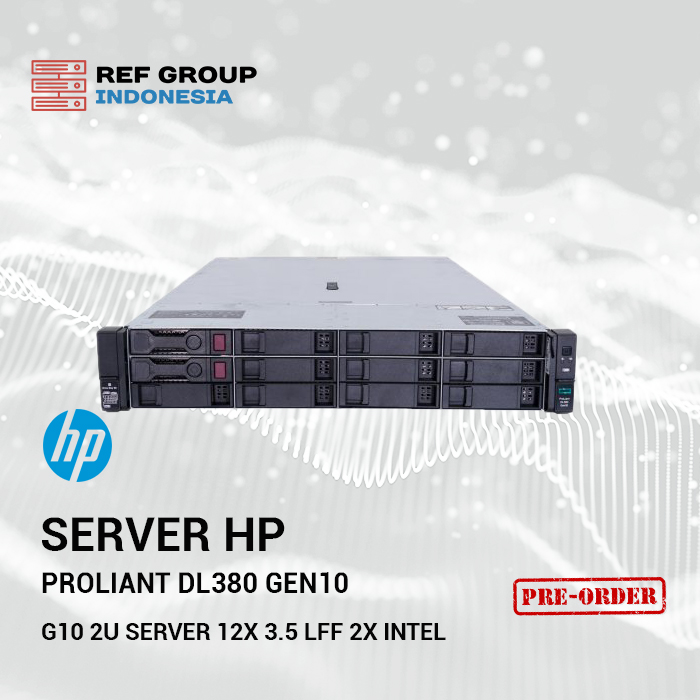 REF GROUP
INDONESIA
hp
SERVER HP
PROLIANT DL380 GEN10
PRE-ORDER
G10 2U SERVER 12X 3.5 LFF 2X INTEL